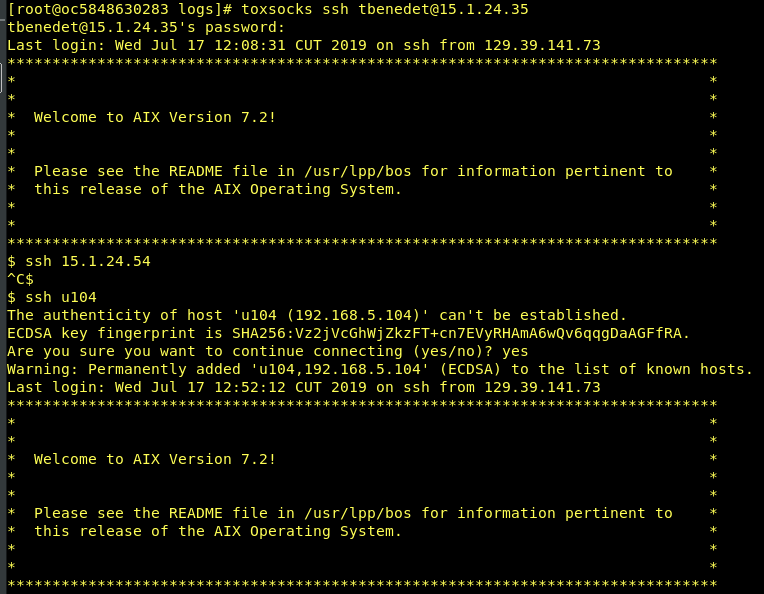 [root@oc5848630283 logs]# toxsocks ssh tbenedet@15.1.24.35
tbenedet@15.1.24.35's password:
Last login: Wed Jul 17 12:08:31 CUT 2019 on ssh from 129.39.141.73
*******************************************************************************
*                                                                             *
*                                                                             *
*  Welcome to AIX Version 7.2!                                                *
*                                                                             *
*                                                                             *
*  Please see the README file in /usr/lpp/bos for information pertinent to    *
*  this release of the AIX Operating System.                                  *
*                                                                             *
*                                                                             *
*******************************************************************************
$ ssh 15.1.24.54
^C$
$ ssh u104
The authenticity of host 'u104 (192.168.5.104)' can't be established.
ECDSA key fingerprint is SHA256:Vz2jVcGhWjZkzFT+cn7EVyRHAmA6wQv6qqgDaAGFfRA.
Are you sure you want to continue connecting (yes/no)? yes
Warning: Permanently added 'u104,192.168.5.104' (ECDSA) to the list of known hosts.
Last login: Wed Jul 17 12:52:12 CUT 2019 on ssh from 129.39.141.73
*******************************************************************************
*                                                                             *
*                                                                             *
*  Welcome to AIX Version 7.2!                                                *
*                                                                             *
*                                                                             *
*  Please see the README file in /usr/lpp/bos for information pertinent to    *
*  this release of the AIX Operating System.                                  *
*                                                                             *
*                                                                             *
*******************************************************************************